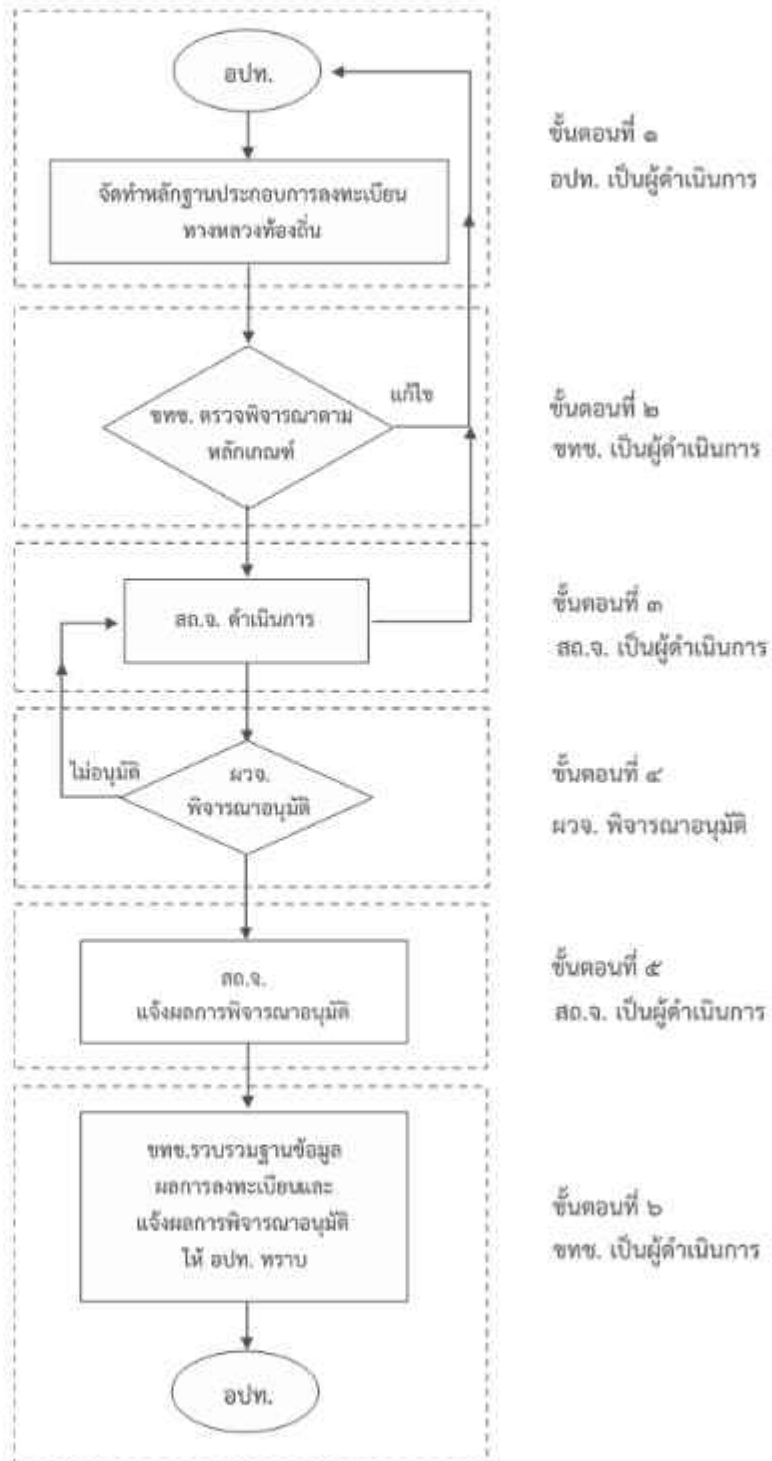 อปท.
ขั้นตอนที่ ๑
อปท. เป็นผู้ดำเนินการ
จัดทำหลักฐานประกอบการลงทะเบียน
ทางหลวงท้องถิ่น
แก้ไข
ขทช. ตรวจพิจารณาตาม
หลักเกณฑ์
ขั้นตอนที่ ๒
ขทช. เป็นผู้ดำเนินการ
สถ.จ. ดำเนินการ
ขั้นตอนที่ ๓
สถ.จ. เป็นผู้ดำเนินการ
ไม่อนุมัติ
ผวจ.
พิจารณาอนุมัติ
ขั้นตอนที่ ๔
ผวจ. พิจารณาอนุมัติ
สถ.จ.
แจ้งผลการพิจารณาอนุมัติ
ขั้นตอนที่ ๕
สถ.จ. เป็นผู้ดำเนินการ
ขทช.รวบรวมฐานข้อมูล
ผลการลงทะเบียนและ
แจ้งผลการพิจารณาอนุมัติ
ให้ อปท. ทราบ
ขั้นตอนที่ ๖
ขทช. เป็นผู้ดำเนินการ
อปท.